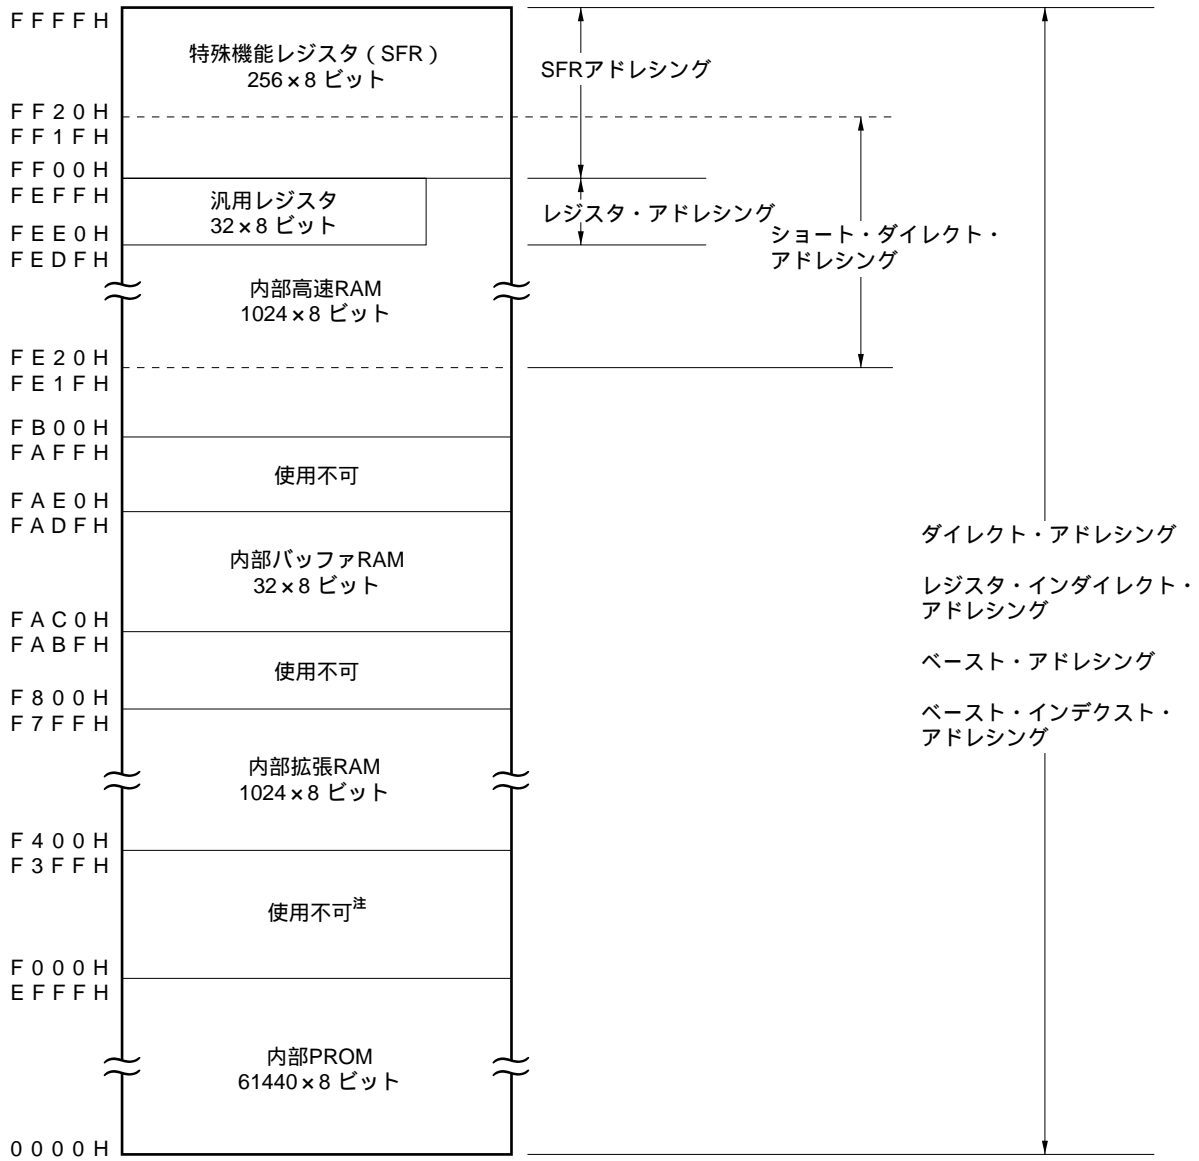 FFFFH
特殊機能レジスタ（SFR）
256×8 ビット
SFRアドレシング
FF20H
FF1FH
FF00H
FEFFH
汎用レジスタ
32×8 ビット
レジスタ・アドレシング
FEE0H
FEDFH
ショート・ダイレクト・
アドレシング
内部高速RAM
1024×8 ビット
FE20H
FE1FH
FB00H
FAFFH
使用不可
FAE0H
FADFH
内部バッファRAM
32×8 ビット
ダイレクト・アドレシング
レジスタ・インダイレクト・
アドレシング
ベースト・アドレシング
ベースト・インデクスト・
アドレシング
FAC0H
FABFH
使用不可
F800H
F7FFH
内部拡張RAM
1024×8 ビット
F400H
F3FFH
使用不可注
F000H
EFFFH
内部PROM
61440×8 ビット
0000H